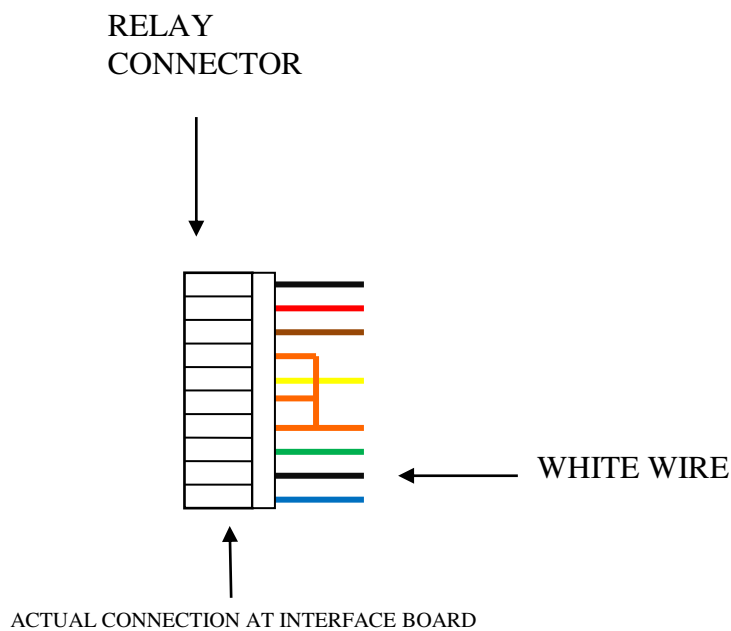 RELAY
CONNECTOR
WHITE WIRE
ACTUAL CONNECTION AT INTERFACE BOARD